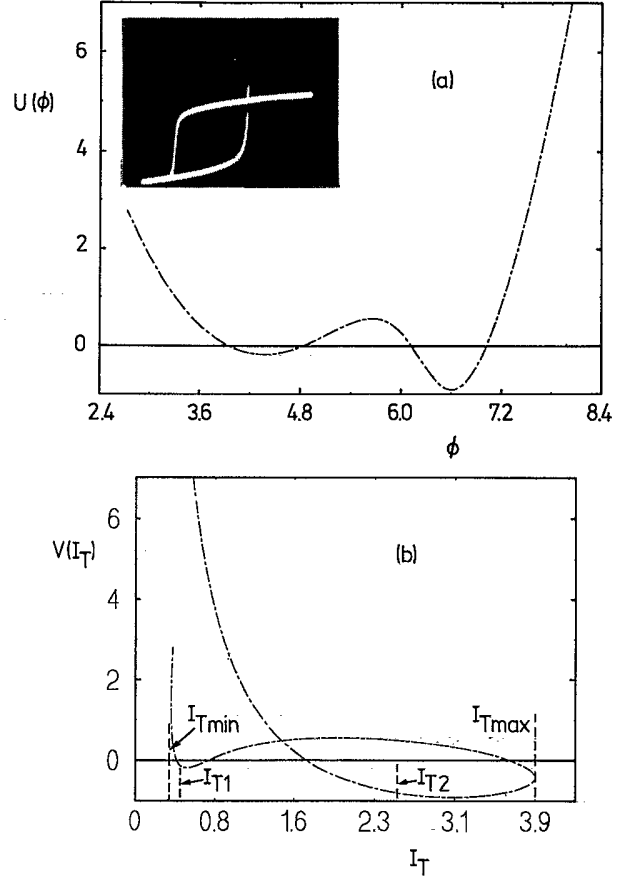 6
(a)
U(ϕ)
4
2
0
2.4 3.6 4.8 6.0 7.2 8.4
ϕ
6
V(I_T)
(b)
4
2
I_Tmin I_Tmax
0
I_T1 I_T2
0 0.8 1.6 2.3 3.1 3.9
I_T